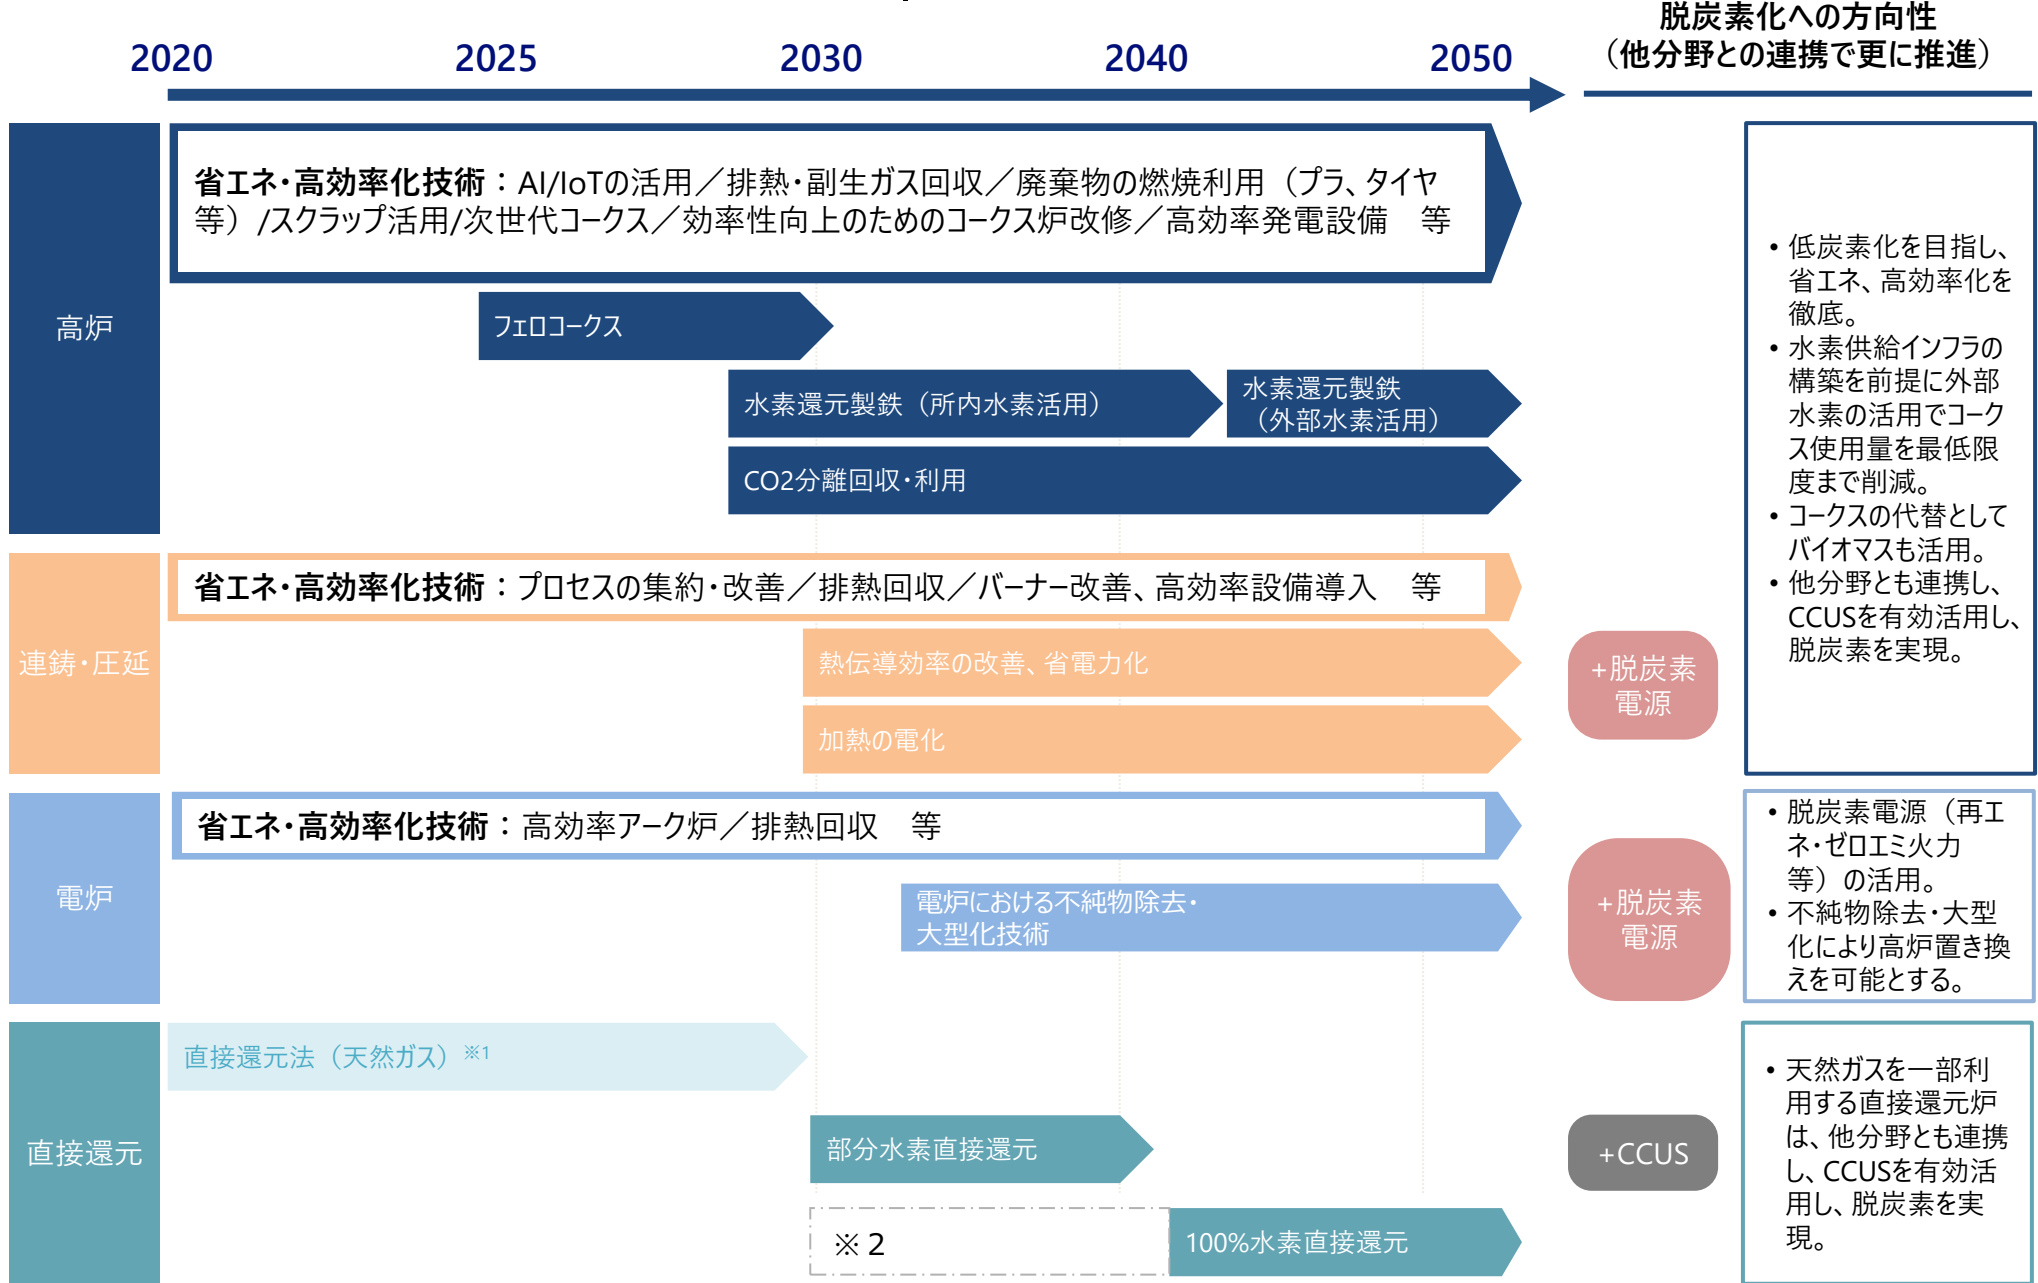 脱炭素化への方向性
（他分野との連携で更に推進）
2020
2025
2030
2040
2050
高炉
省エネ・高効率化技術：AI/IoTの活用／排熱・副生ガス回収／廃棄物の燃焼利用（プラ、タイヤ
等）/スクラップ活用/次世代コークス／効率性向上のためのコークス炉改修／高効率発電設備　等
フェロコークス
水素還元製鉄（所内水素活用）
水素還元製鉄
（外部水素活用）
CO2分離回収・利用
• 低炭素化を目指し、
省エネ、高効率化を
徹底。
• 水素供給インフラの
構築を前提に外部
水素の活用でコーク
ス使用量を最低限
度まで削減。
• コークスの代替として
バイオマスも活用。
• 他分野とも連携し、
CCUSを有効活用し、
脱炭素を実現。
連鋳・圧延
省エネ・高効率化技術：プロセスの集約・改善／排熱回収／バーナー改善、高効率設備導入　等
熱伝導効率の改善、省電力化
加熱の電化
+脱炭素
電源
電炉
省エネ・高効率化技術：高効率アーク炉／排熱回収　等
電炉における不純物除去・
大型化技術
+脱炭素
電源
• 脱炭素電源（再エ
ネ・ゼロエミ火力
等）の活用。
• 不純物除去・大型
化により高炉置き換
えを可能とする。
直接還元
直接還元法（天然ガス）※1
部分水素直接還元
※２
100%水素直接還元
+CCUS
• 天然ガスを一部利
用する直接還元炉
は、他分野とも連携
し、CCUSを有効活
用し、脱炭素を実
現。